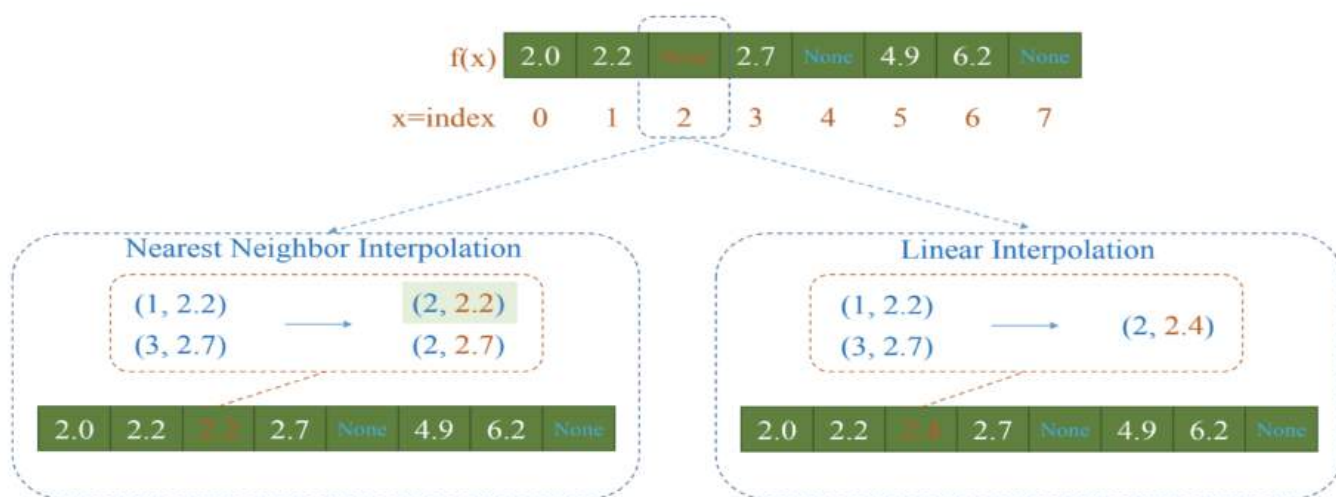 f(x) 2.0 2.2 None 2.7 None 4.9 6.2 None
x=index 0 1 2 3 4 5 6 7
Nearest Neighbor Interpolation
(1, 2.2) (2, 2.2)
(3, 2.7) (2, 2.7)
2.0 2.2 2.2 2.7 None 4.9 6.2 None
Linear Interpolation
(1, 2.2)
(2, 2.4)
(3, 2.7)
2.0 2.2 2.4 2.7 None 4.9 6.2 None